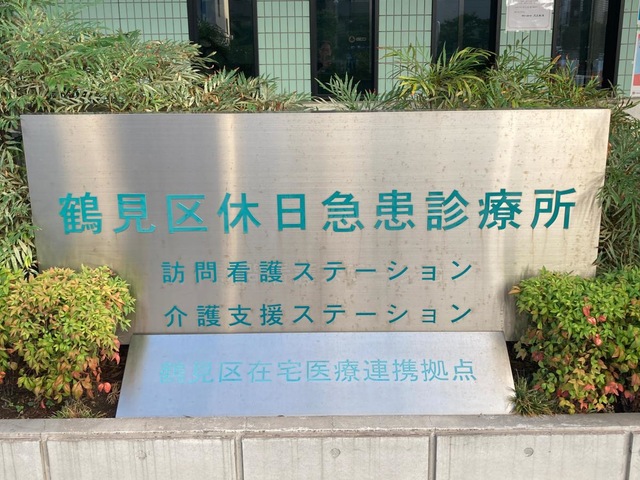 鶴見区休日急患診療所
訪問看護ステーション
介護支援ステーション
鶴見区在宅医療連携拠点